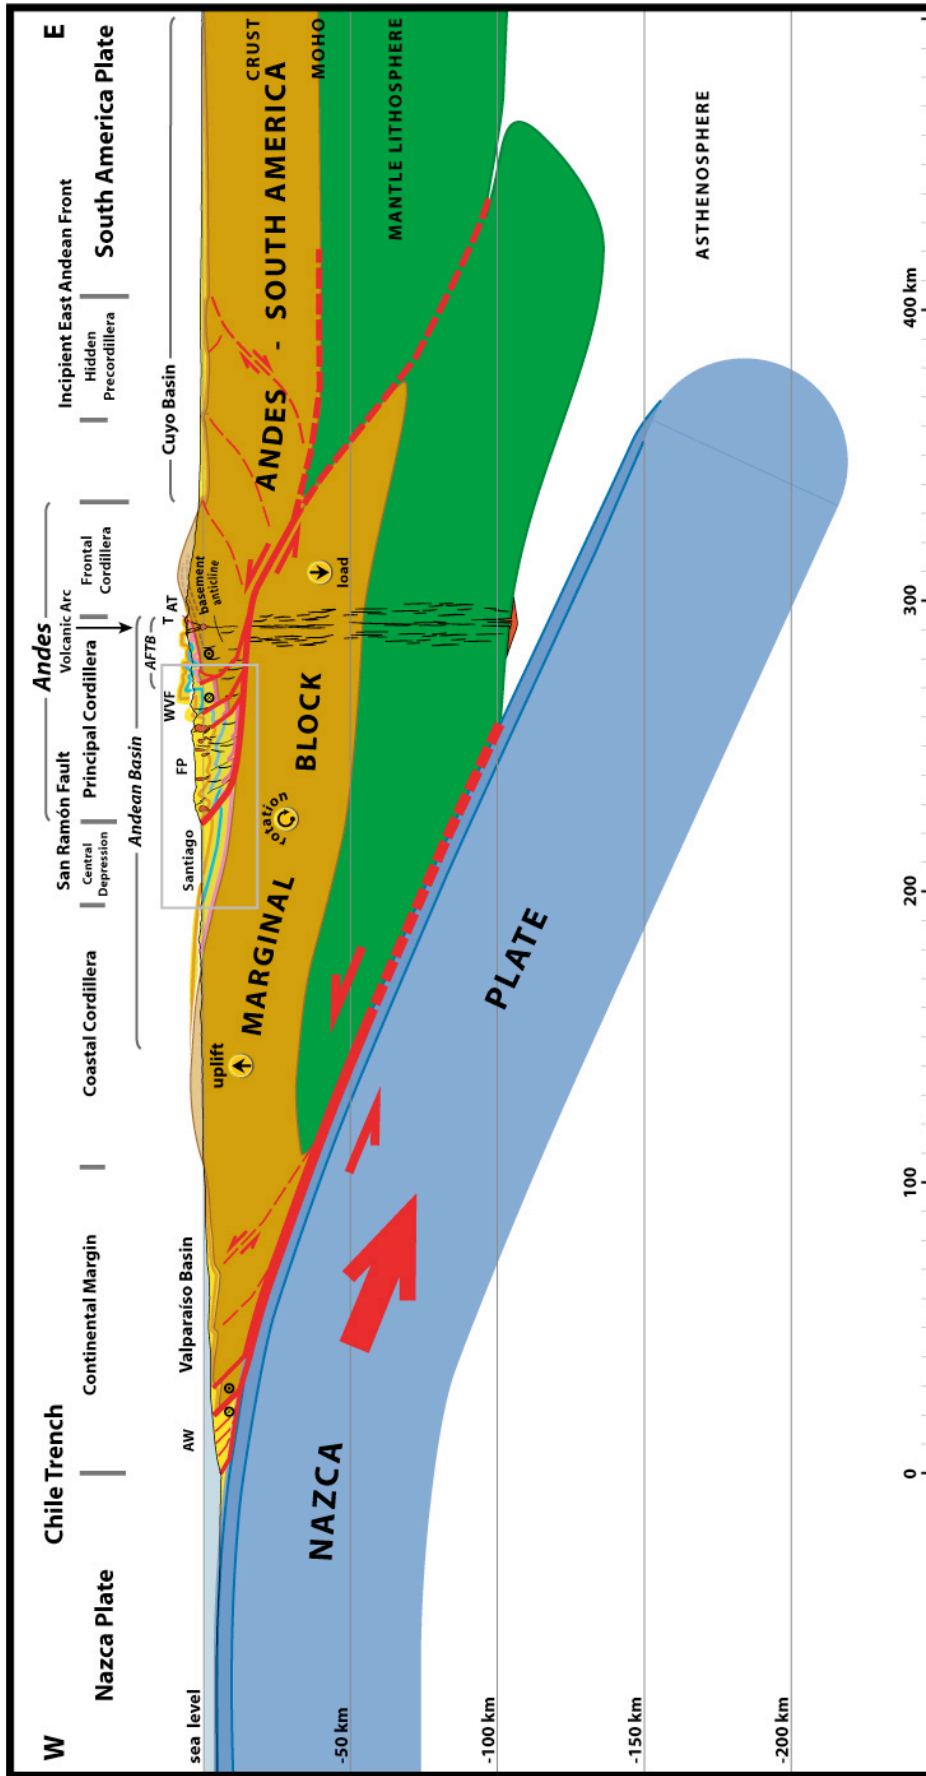 W
E
Nazca Plate
Chile Trench
San Ramón Fault
Andes
Incipient East Andean Front
South America Plate
Continental Margin
Coastal Cordillera
Central
Depression
Principal Cordillera
Volcanic Arc
Frontal
Cordillera
Hidden
Precordillera
Andean Basin
AFTB
Cuyo Basin
sea level
AW
Valparaíso Basin
Santiago
FP
WVF
T
AT
basement
anticline
uplift
rotation
load
MARGINAL BLOCK
ANDES - SOUTH AMERICA
CRUST
MOHO
MANTLE LITHOSPHERE
ASTHENOSPHERE
NAZCA PLATE
-50 km
-100 km
-150 km
-200 km
0
100
200
300
400 km
500